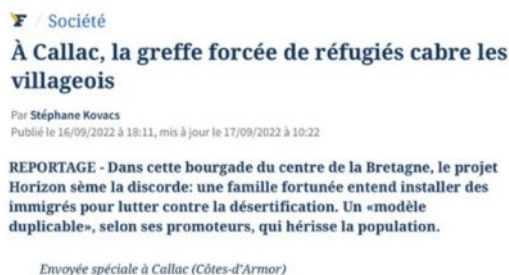 F / Société
À Callac, la greffe forcée de réfugiés cabre les
villageois
Par Stéphane Kovacs
Publié le 16/09/2022 à 18:11, mis à jour le 17/09/2022 à 10:22
REPORTAGE - Dans cette bourgade du centre de la Bretagne, le projet
Horizon sème la discorde: une famille fortunée entend installer des
immigrés pour lutter contre la désertification. Un «modèle
duplicable», selon ses promoteurs, qui hérisse la population.
Envoyée spéciale à Callac (Côtes-d'Armor)